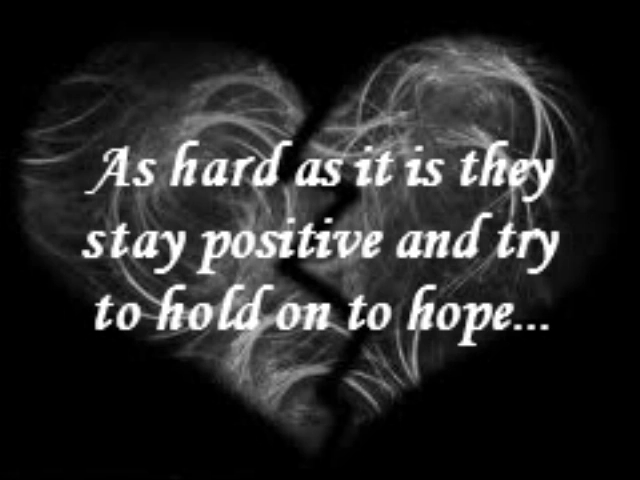 As hard as it is they
stay positive and try
to hold on to hope...